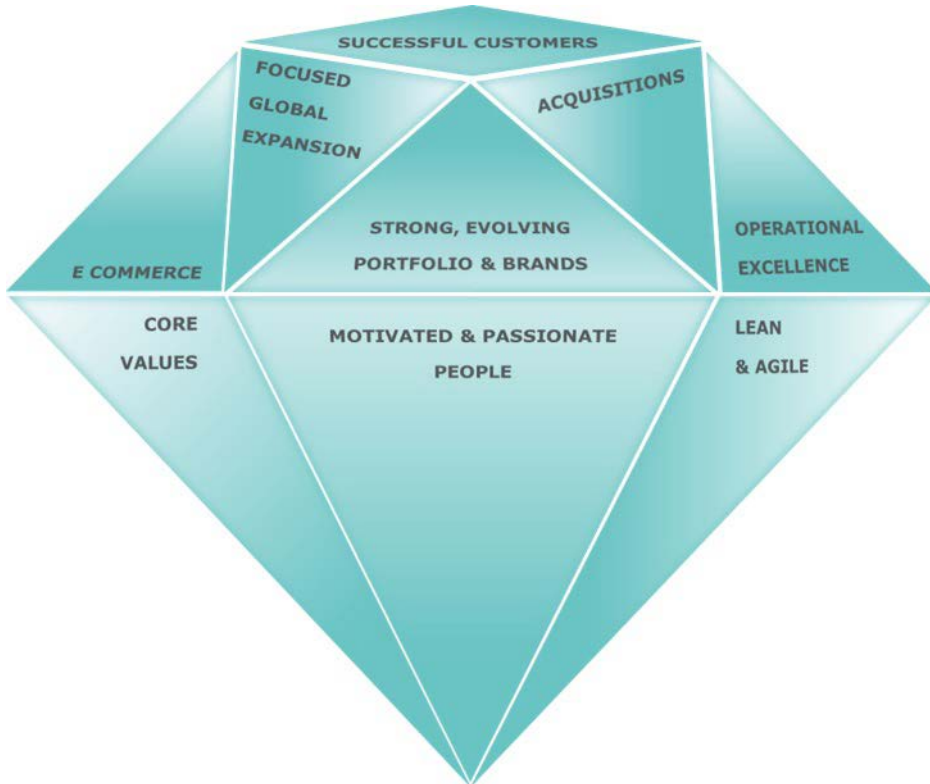 SUCCESSFUL CUSTOMERS
FOCUSED
GLOBAL
EXPANSION
ACQUISITIONS
STRONG, EVOLVING
PORTFOLIO & BRANDS
E COMMERCE
OPERATIONAL
EXCELLENCE
CORE
VALUES
MOTIVATED & PASSIONATE
PEOPLE
LEAN
& AGILE